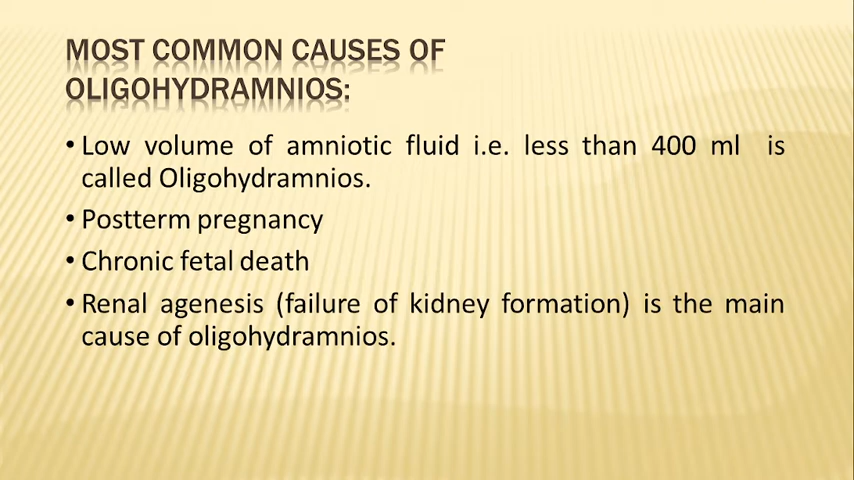 MOST COMMON CAUSES OF
OLIGOHYDRAMNIOS:
• Low volume of amniotic fluid i.e. less than 400 ml is
called Oligohydramnios.
• Postterm pregnancy
• Chronic fetal death
• Renal agenesis (failure of kidney formation) is the main
cause of oligohydramnios.